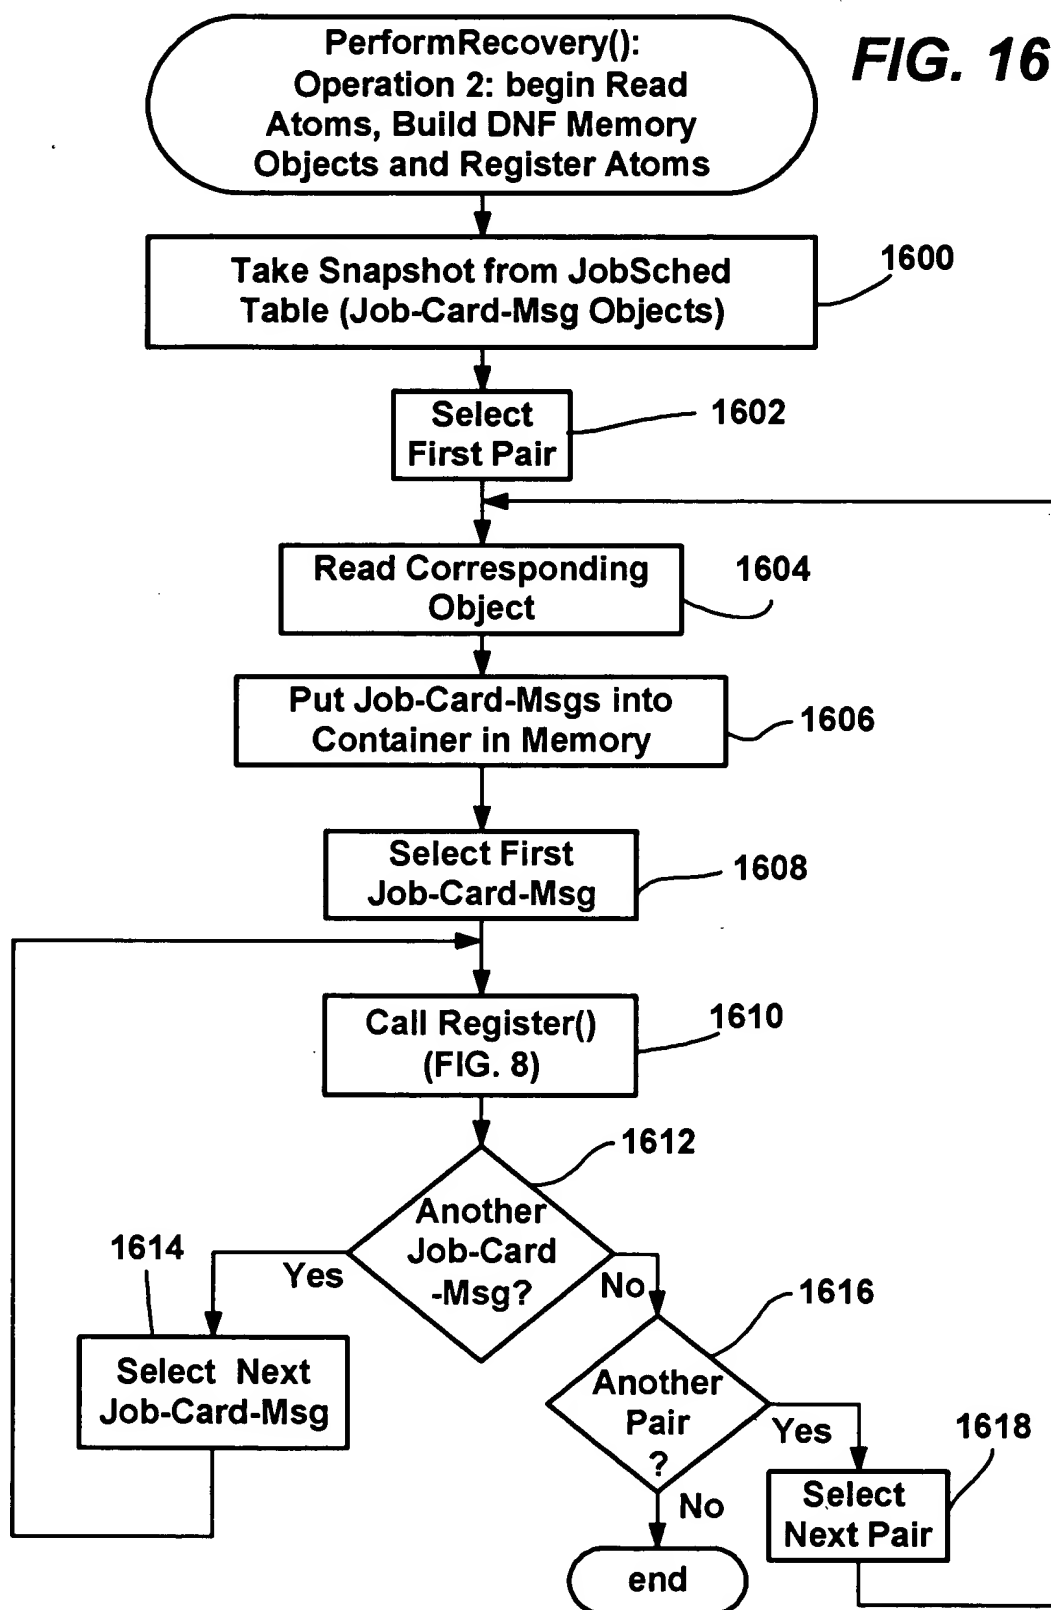 FIG. 16
PerformRecovery():
Operation 2: begin Read
Atoms, Build DNF Memory
Objects and Register Atoms
Take Snapshot from JobSched
Table (Job-Card-Msg Objects)
1600
Select
First Pair
1602
Read Corresponding
Object
1604
Put Job-Card-Msgs into
Container in Memory
1606
Select First
Job-Card-Msg
1608
Call Register()
(FIG. 8)
1610
Another
Job-Card
-Msg?
1612
Yes
No
1614
Select Next
Job-Card-Msg
1616
Another
Pair
?
Yes
No
1618
Select
Next Pair
end